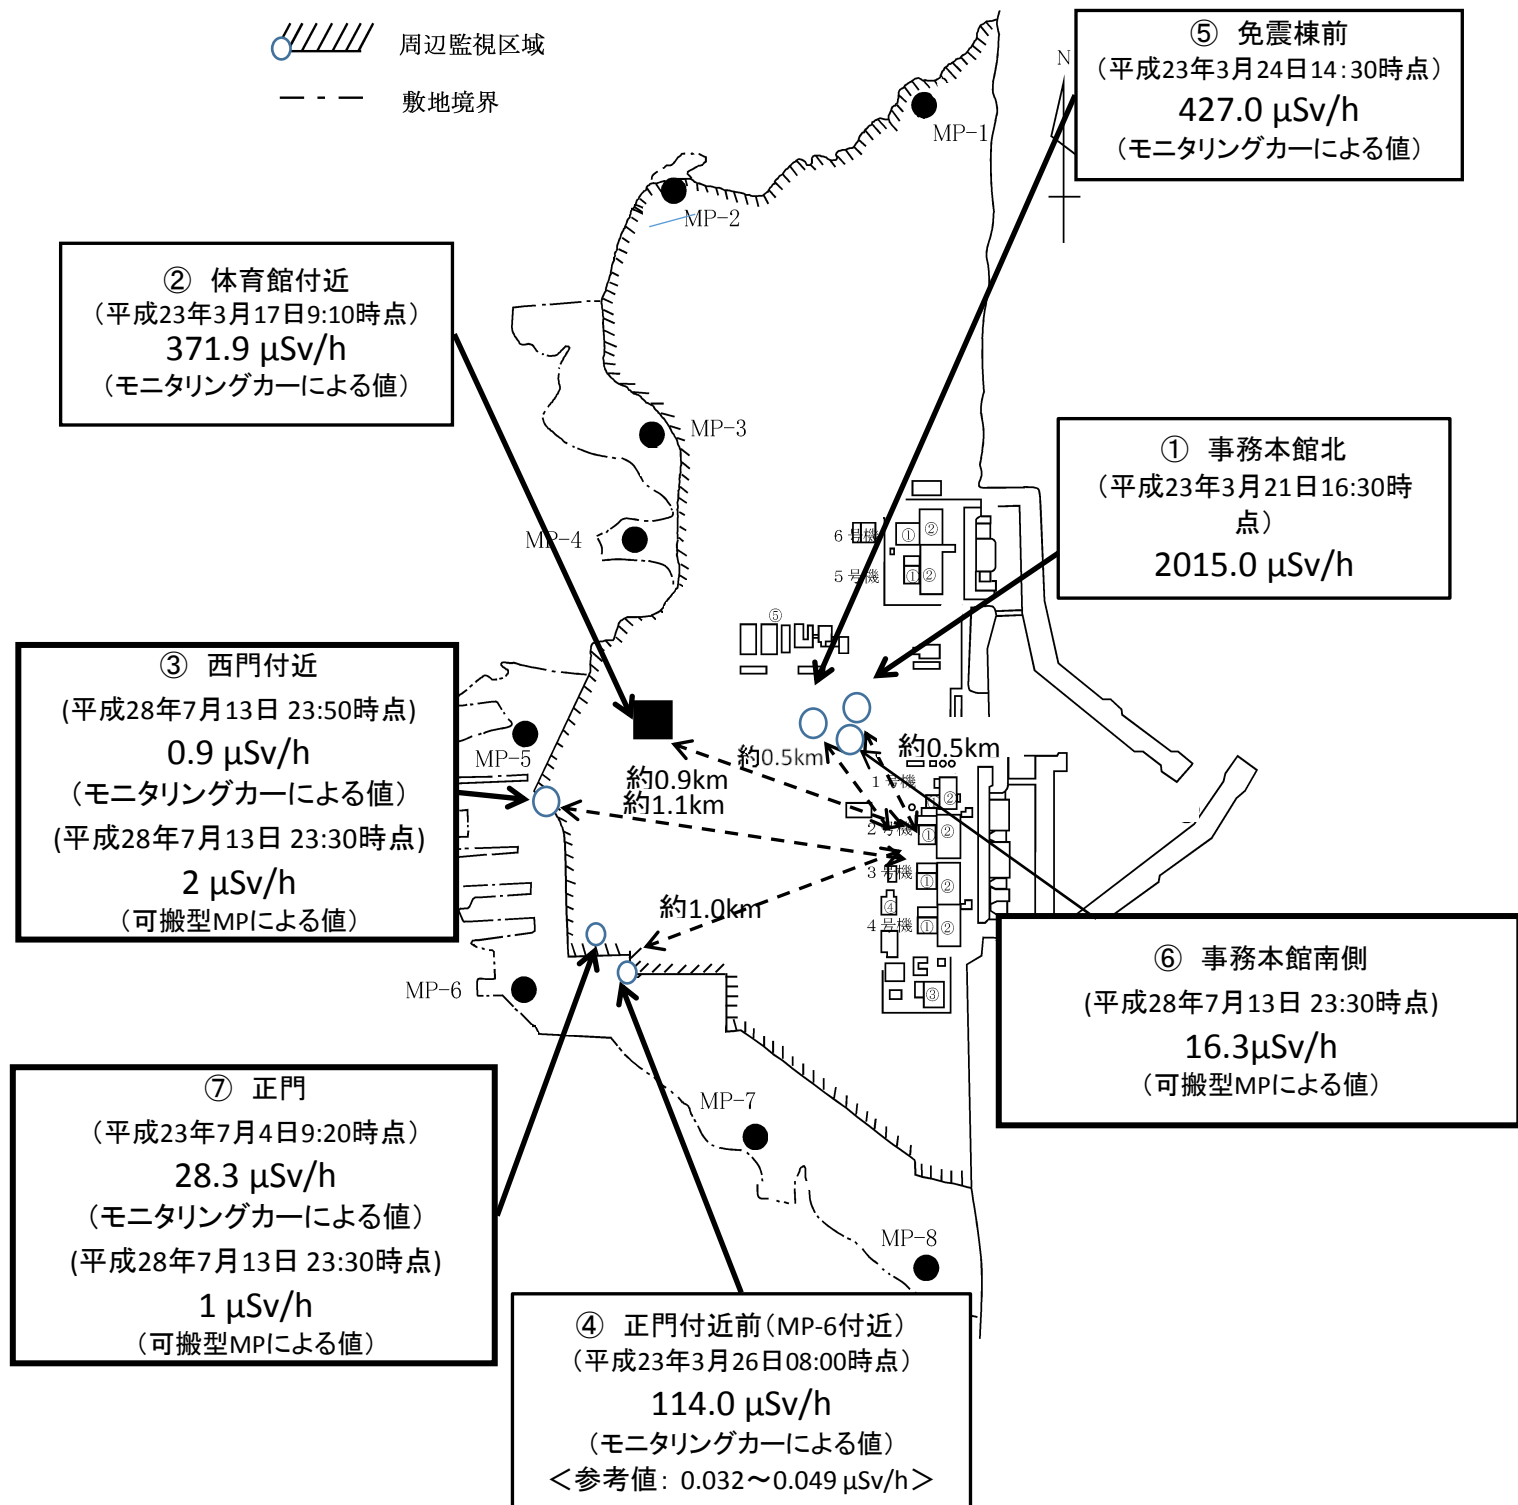 周辺監視区域
敷地境界
N
⑤ 免震棟前
（平成23年3月24日14:30時点）
427.0 μSv/h
（モニタリングカーによる値）
MP-1
MP-2
② 体育館付近
（平成23年3月17日9:10時点）
371.9 μSv/h
（モニタリングカーによる値）
MP-3
① 事務本館北
（平成23年3月21日16:30時
点）
2015.0 μSv/h
MP-4
６号機
①
②
５号機
①
②
⑤
③ 西門付近
(平成28年7月13日 23:50時点)
0.9 μSv/h
（モニタリングカーによる値）
(平成28年7月13日 23:30時点)
2 μSv/h
（可搬型MPによる値）
MP-5
約0.5km
約0.5km
約0.9km
約1.1km
１号機
①
②
２号機
①
②
３号機
①
②
④
４号機
①
②
約1.0km
③
MP-6
⑥ 事務本館南側
(平成28年7月13日 23:30時点)
16.3μSv/h
（可搬型MPによる値）
⑦ 正門
（平成23年7月4日9:20時点）
28.3 μSv/h
（モニタリングカーによる値）
(平成28年7月13日 23:30時点)
1 μSv/h
（可搬型MPによる値）
MP-7
MP-8
④ 正門付近前（MP-6付近）
（平成23年3月26日08:00時点）
114.0 μSv/h
（モニタリングカーによる値）
＜参考値: 0.032～0.049 μSv/h＞